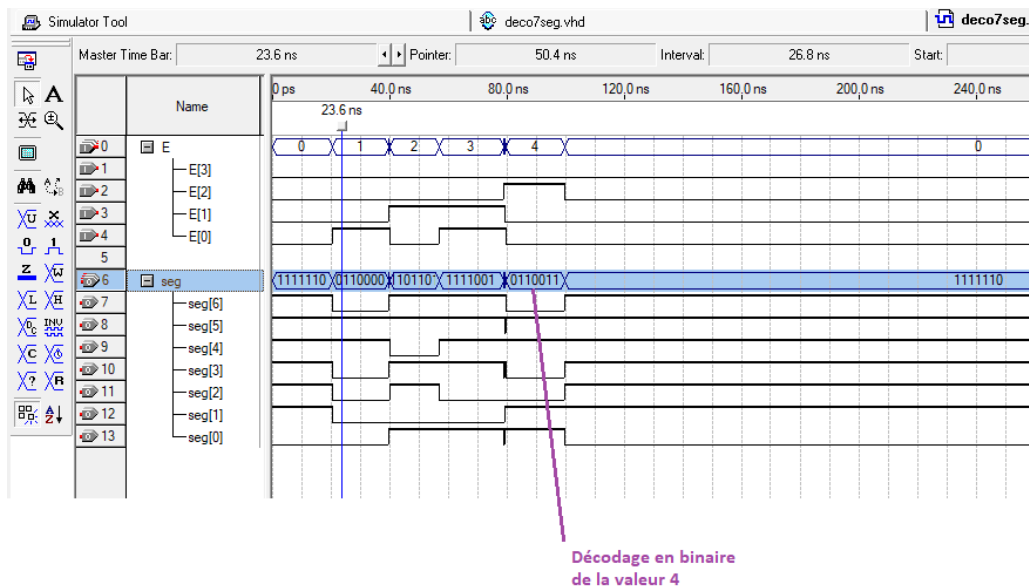 Simulator Tool
abc deco7seg.vhd
deco7seg.
Master Time Bar: 23.6 ns Pointer: 50.4 ns Interval: 26.8 ns Start:
Name
0 ps 40.0 ns 80.0 ns 120.0 ns 160.0 ns 200.0 ns 240.0 ns
23.6 ns
0 E 0 1 2 3 4 0
1 E[3]
2 E[2]
3 E[1]
4 E[0]
5
6 seg 1111110 0110000 110110 1111001 0110011 1111110
7 seg[6]
8 seg[5]
9 seg[4]
10 seg[3]
11 seg[2]
12 seg[1]
13 seg[0]
Décodage en binaire
de la valeur 4